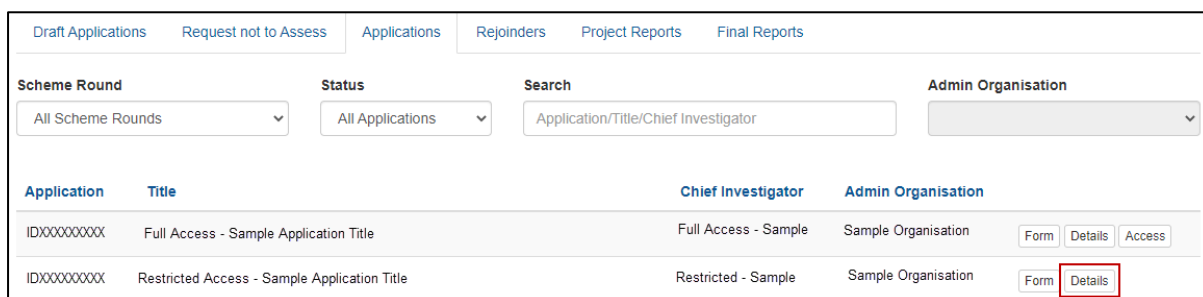 Draft Applications Request not to Assess Applications Rejoinders Project Reports Final Reports
Scheme Round Status Search Admin Organisation
All Scheme Rounds All Applications Application/Title/Chief Investigator
Application Title Chief Investigator Admin Organisation
IDXXXXXXXXX Full Access - Sample Application Title Full Access - Sample Sample Organisation Form Details Access
IDXXXXXXXXX Restricted Access - Sample Application Title Restricted - Sample Sample Organisation Form Details